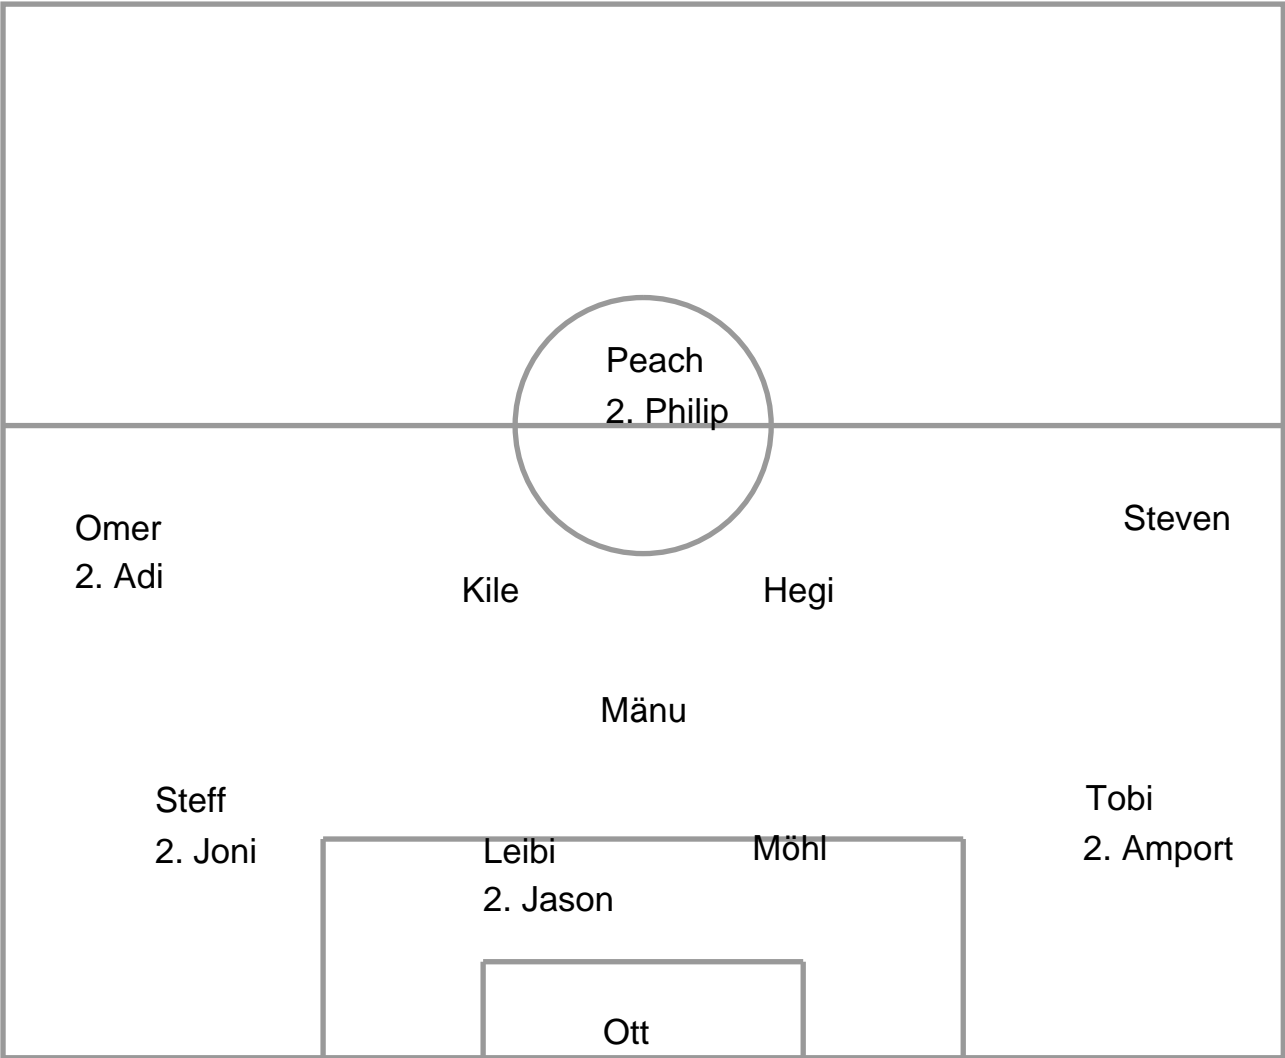 Peach
2. Philip
Omer
2. Adi
Steven
Kile
Hegi
Mänu
Steff
2. Joni
Tobi
2. Amport
Leibi
2. Jason
Möhl
Ott